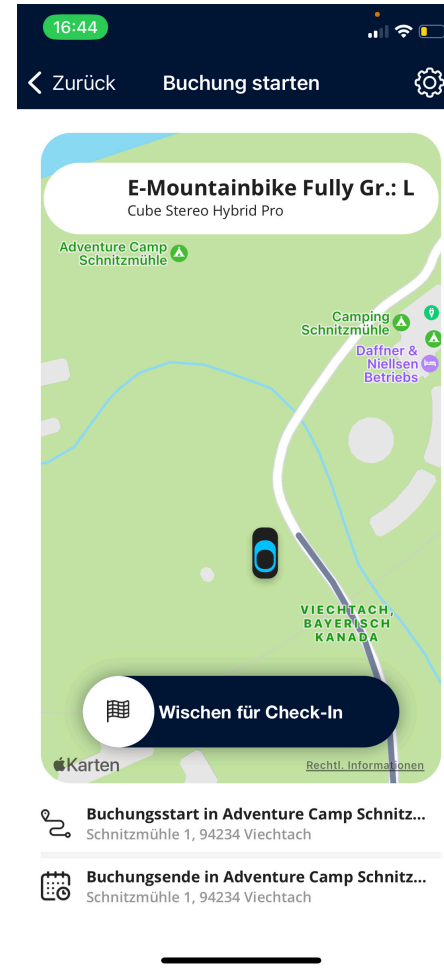 16:44
Zurück
Buchung starten
E-Mountainbike Fully Gr.: L
Cube Stereo Hybrid Pro
Adventure Camp
Schnitzmühle
Camping
Schnitzmühle
Daffner &
Niellsen
Betriebs
VIECHTACH,
BAYERISCH
KANADA
Wischen für Check-In
Karten
Rechtl. Informationen
Buchungsstart in Adventure Camp Schnitz...
Schnitzmühle 1, 94234 Viechtach
Buchungsende in Adventure Camp Schnitz...
Schnitzmühle 1, 94234 Viechtach